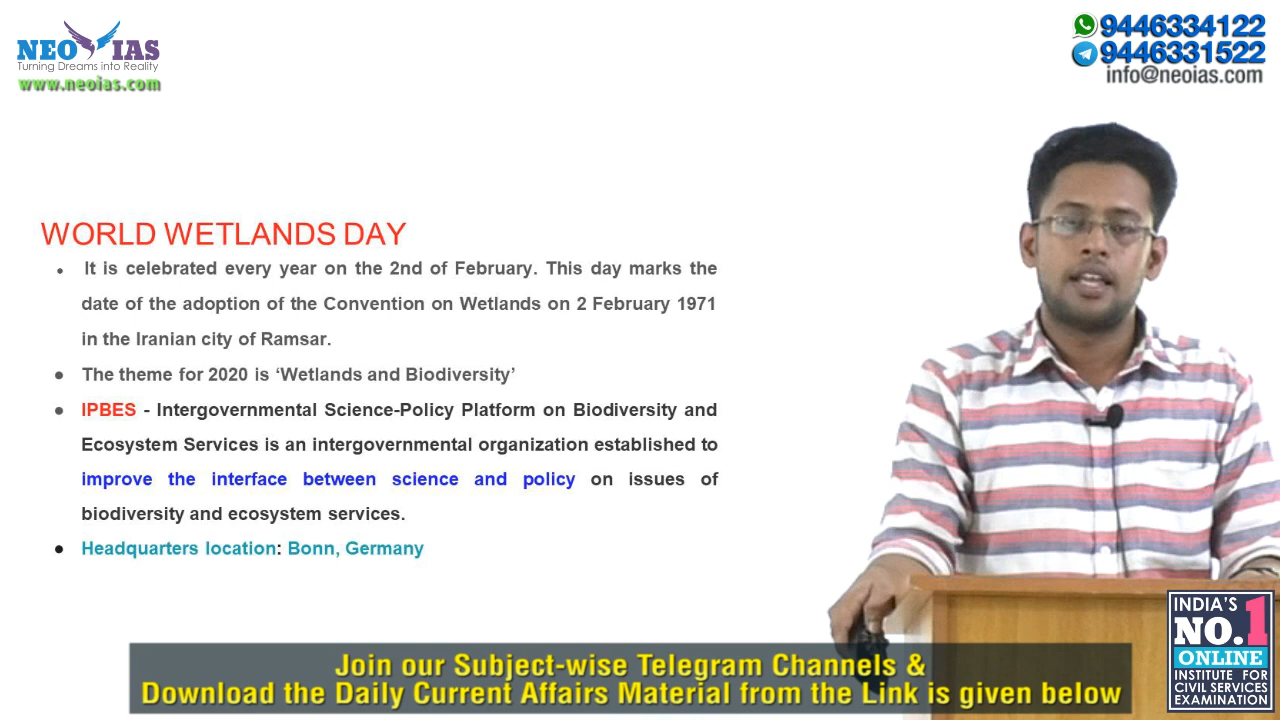 NEO IAS
Turning Dreams into Reality
www.neoias.com
9446334122
9446331522
info@neoias.com
WORLD WETLANDS DAY
• It is celebrated every year on the 2nd of February. This day marks the
date of the adoption of the Convention on Wetlands on 2 February 1971
in the Iranian city of Ramsar.
• The theme for 2020 is ‘Wetlands and Biodiversity’
• IPBES - Intergovernmental Science-Policy Platform on Biodiversity and
Ecosystem Services is an intergovernmental organization established to
improve the interface between science and policy on issues of
biodiversity and ecosystem services.
• Headquarters location: Bonn, Germany
INDIA'S
NO.1
ONLINE
INSTITUTE FOR
CIVIL SERVICES
EXAMINATION
Join our Subject-wise Telegram Channels &
Download the Daily Current Affairs Material from the Link is given below